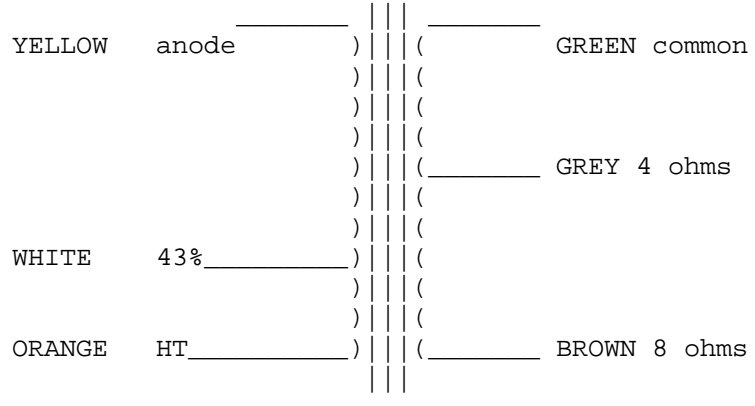 YELLOW anode GREEN common
GREY 4 ohms
WHITE 43%
ORANGE HT BROWN 8 ohms